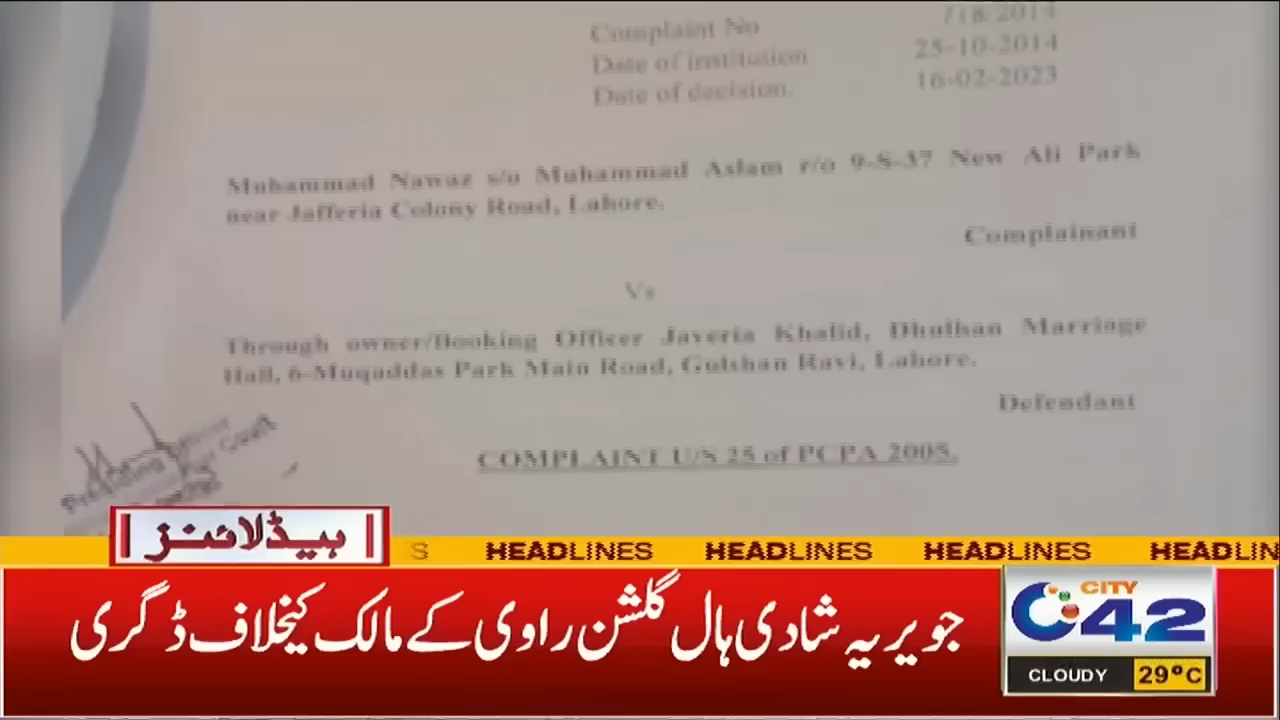 Complaint No 718/2014
Date of institution 25-10-2014
Date of decision. 16-02-2023
Muhammad Nawaz s/o Muhammad Aslam r/o 9-S-37 New Ali Park
near Jafferia Colony Road, Lahore.
Complainant
Vs
Through owner/Booking Officer Javeria Khalid, Dhulhan Marriage
Hall, 6-Muqaddas Park Main Road, Gulshan Ravi, Lahore.
Defendant
COMPLAINT U/S 25 of PCPA 2005.
ہیڈلائنز
S HEADLINES HEADLINES HEADLINES HEADLIN
جویریہ شادی ہال گلشن راوی کے مالک کیخلاف ڈگری
CITY
42
CLOUDY 29°C